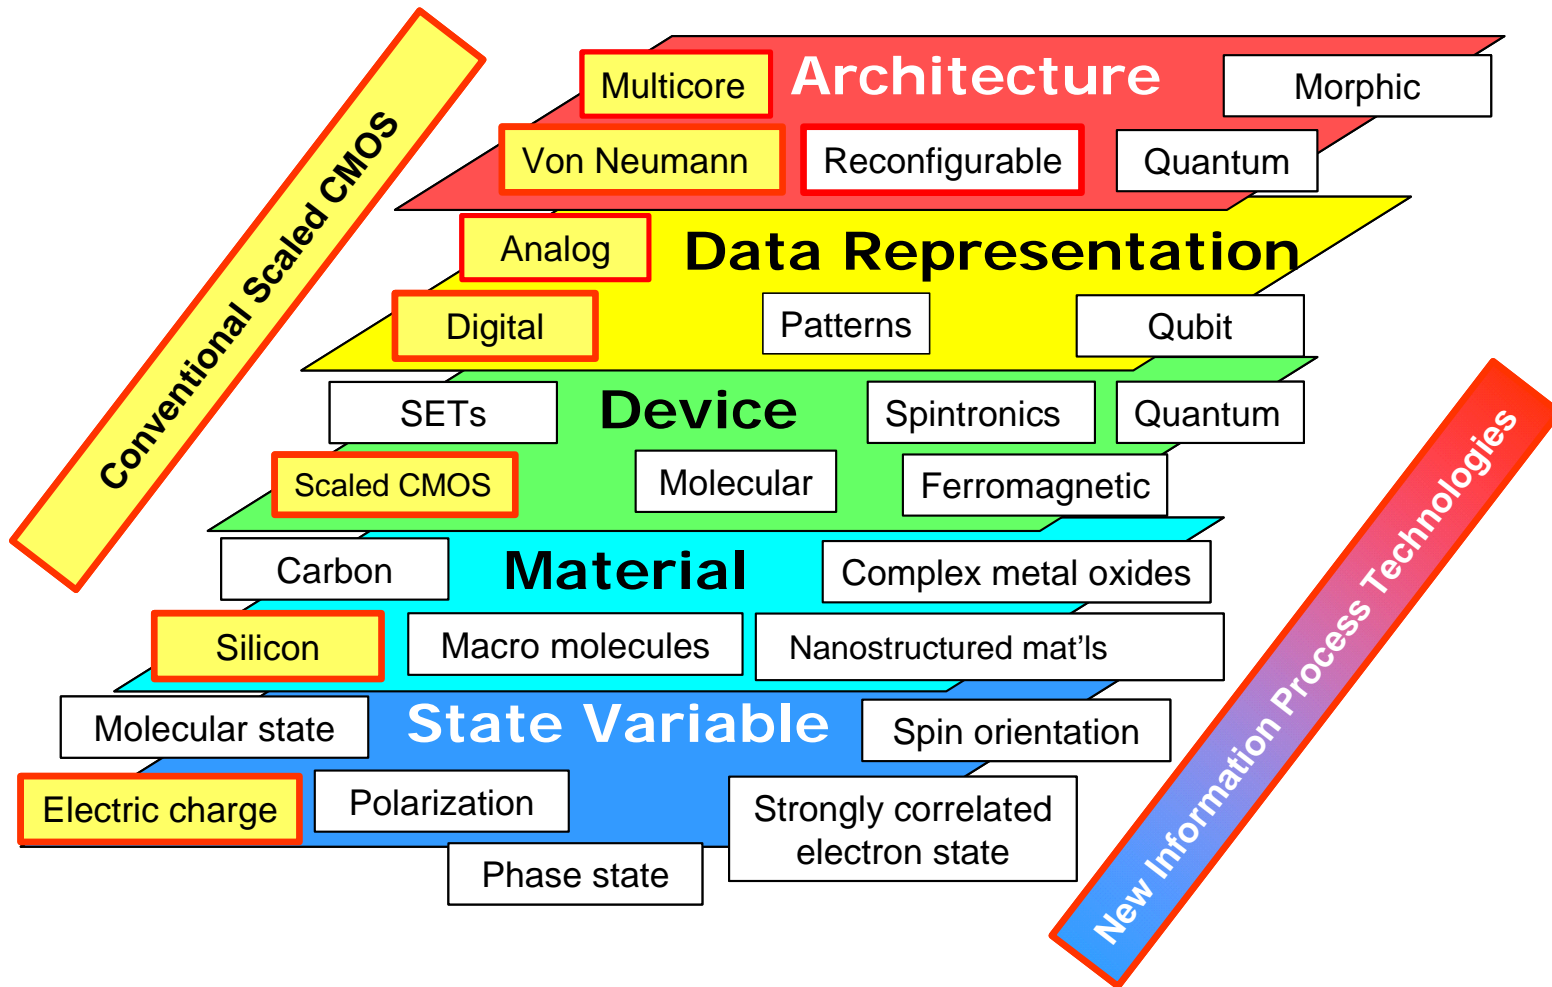 Conventional Scaled CMOS
Architecture
Multicore
Morphic
Von Neumann
Reconfigurable
Quantum
Data Representation
Analog
Digital
Patterns
Qubit
Device
SETs
Spintronics
Quantum
Scaled CMOS
Molecular
Ferromagnetic
Material
Carbon
Complex metal oxides
Silicon
Macro molecules
Nanostructured mat’ls
State Variable
Molecular state
Spin orientation
Electric charge
Polarization
Strongly correlated
electron state
Phase state
New Information Process Technologies